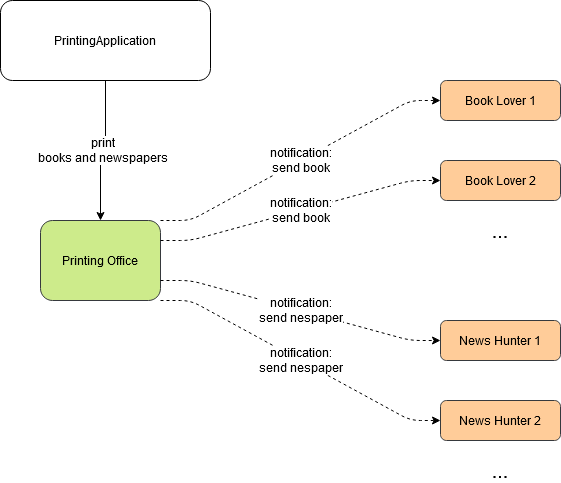 PrintingApplication
print
books and newspapers
Printing Office
notification:
send book
notification:
send book
notification:
send nespaper
notification:
send nespaper
Book Lover 1
Book Lover 2
...
News Hunter 1
News Hunter 2
...